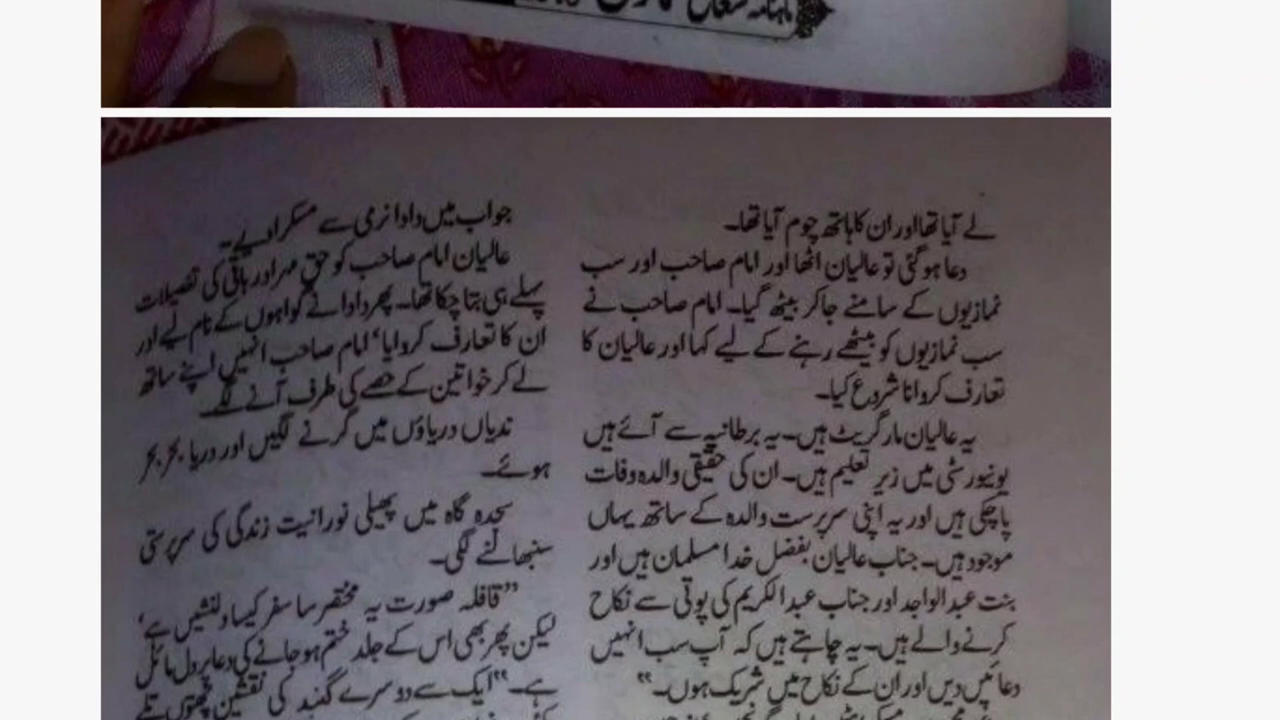 ماہنامہ شعاع
لے آیا تھا اور ان کا ہاتھ چوم آیا تھا۔
دعا ہو گئی تو عالیان اٹھا اور امام صاحب اور سب
نمازیوں کے سامنے جا کر بیٹھ گیا۔ امام صاحب نے
سب نمازیوں کو بیٹھے رہنے کے لیے کہا اور عالیان کا
تعارف کروانا شروع کیا۔
یہ عالیان مارگریٹ ہیں۔ یہ برطانیہ سے آئے ہیں
یونیورسٹی میں زیر تعلیم ہیں۔ ان کی حقیقی والدہ وفات
پا چکی ہیں اور یہ اپنی سرپرست والدہ کے ساتھ یہاں
موجود ہیں۔ جناب عالیان بفضل خدا مسلمان ہیں اور
بنت عبدالواجد اور جناب عبدالکریم کی پوتی سے نکاح
کرنے والے ہیں۔ یہ چاہتے ہیں کہ آپ سب انہیں
دعائیں دیں اور ان کے نکاح میں شریک ہوں۔“
جواب میں دادا نرمی سے مسکرا دیے۔
عالیان امام صاحب کو حق مہر اور باقی کی تفصیلات
پہلے ہی بتا چکا تھا۔ پھر دادا نے گواہوں کے نام لیے اور
ان کا تعارف کروایا‘ امام صاحب انہیں اپنے ساتھ
لے کر خواتین کے حصے کی طرف آنے لگے۔
ندیاں دریاؤں میں گرنے لگیں اور دریا بحر بحر
ہوئے۔
سجدہ گاہ میں پھیلی نورانیت زندگی کی سرپرستی
سنبھالنے لگی۔
”قافلہ صورت یہ مختصر سا سفر کیسا دلنشیں ہے‘
لیکن پھر بھی اس کے جلد ختم ہو جانے کی دعا پر دل مائل
ہے۔“ ایک سے دوسرے گنبد کی نقشین چھتوں تلے